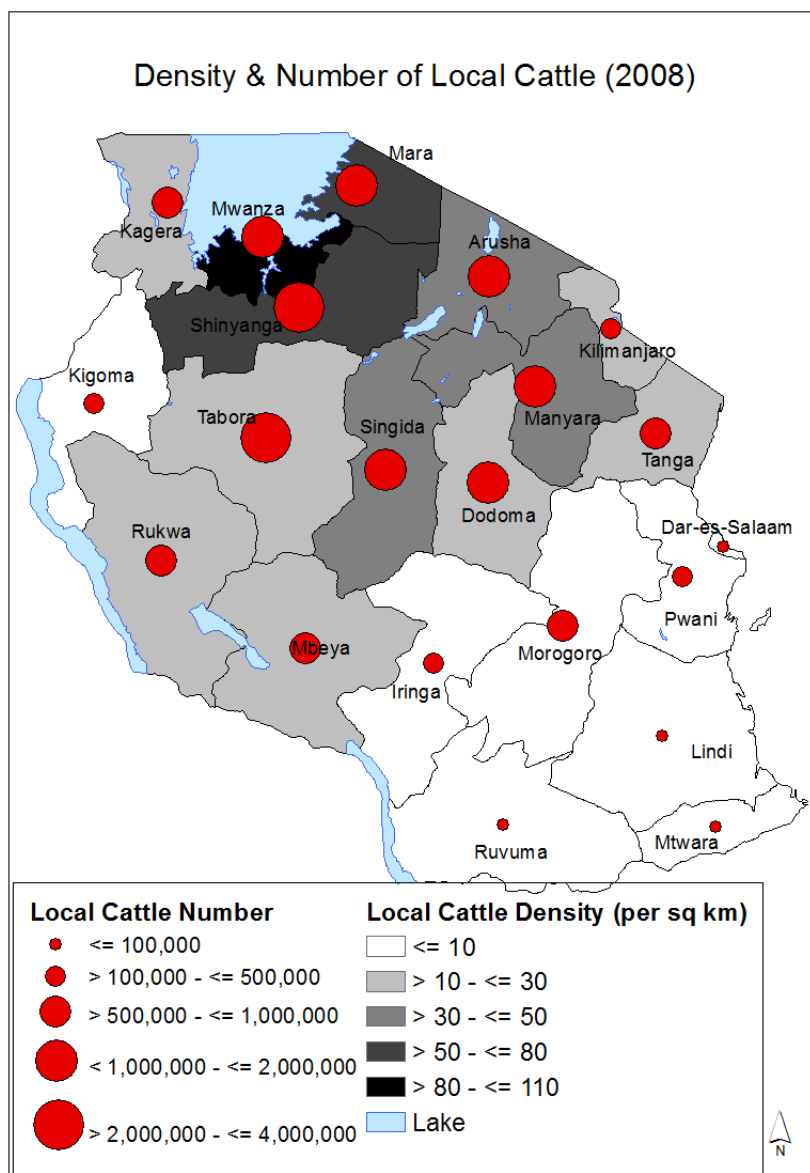 Density & Number of Local Cattle (2008)
Mara
Mwanza
Kagera
Arusha
Shinyanga
Kilimanjaro
Kigoma
Tabora
Singida
Manyara
Tanga
Dodoma
Rukwa
Dar-es-Salaam
Pwani
Mbeya
Morogoro
Iringa
Lindi
Mtwara
Ruvuma
Local Cattle Number
<= 100,000
> 100,000 - <= 500,000
> 500,000 - <= 1,000,000
< 1,000,000 - <= 2,000,000
> 2,000,000 - <= 4,000,000
Local Cattle Density (per sq km)
<= 10
> 10 - <= 30
> 30 - <= 50
> 50 - <= 80
> 80 - <= 110
Lake
N